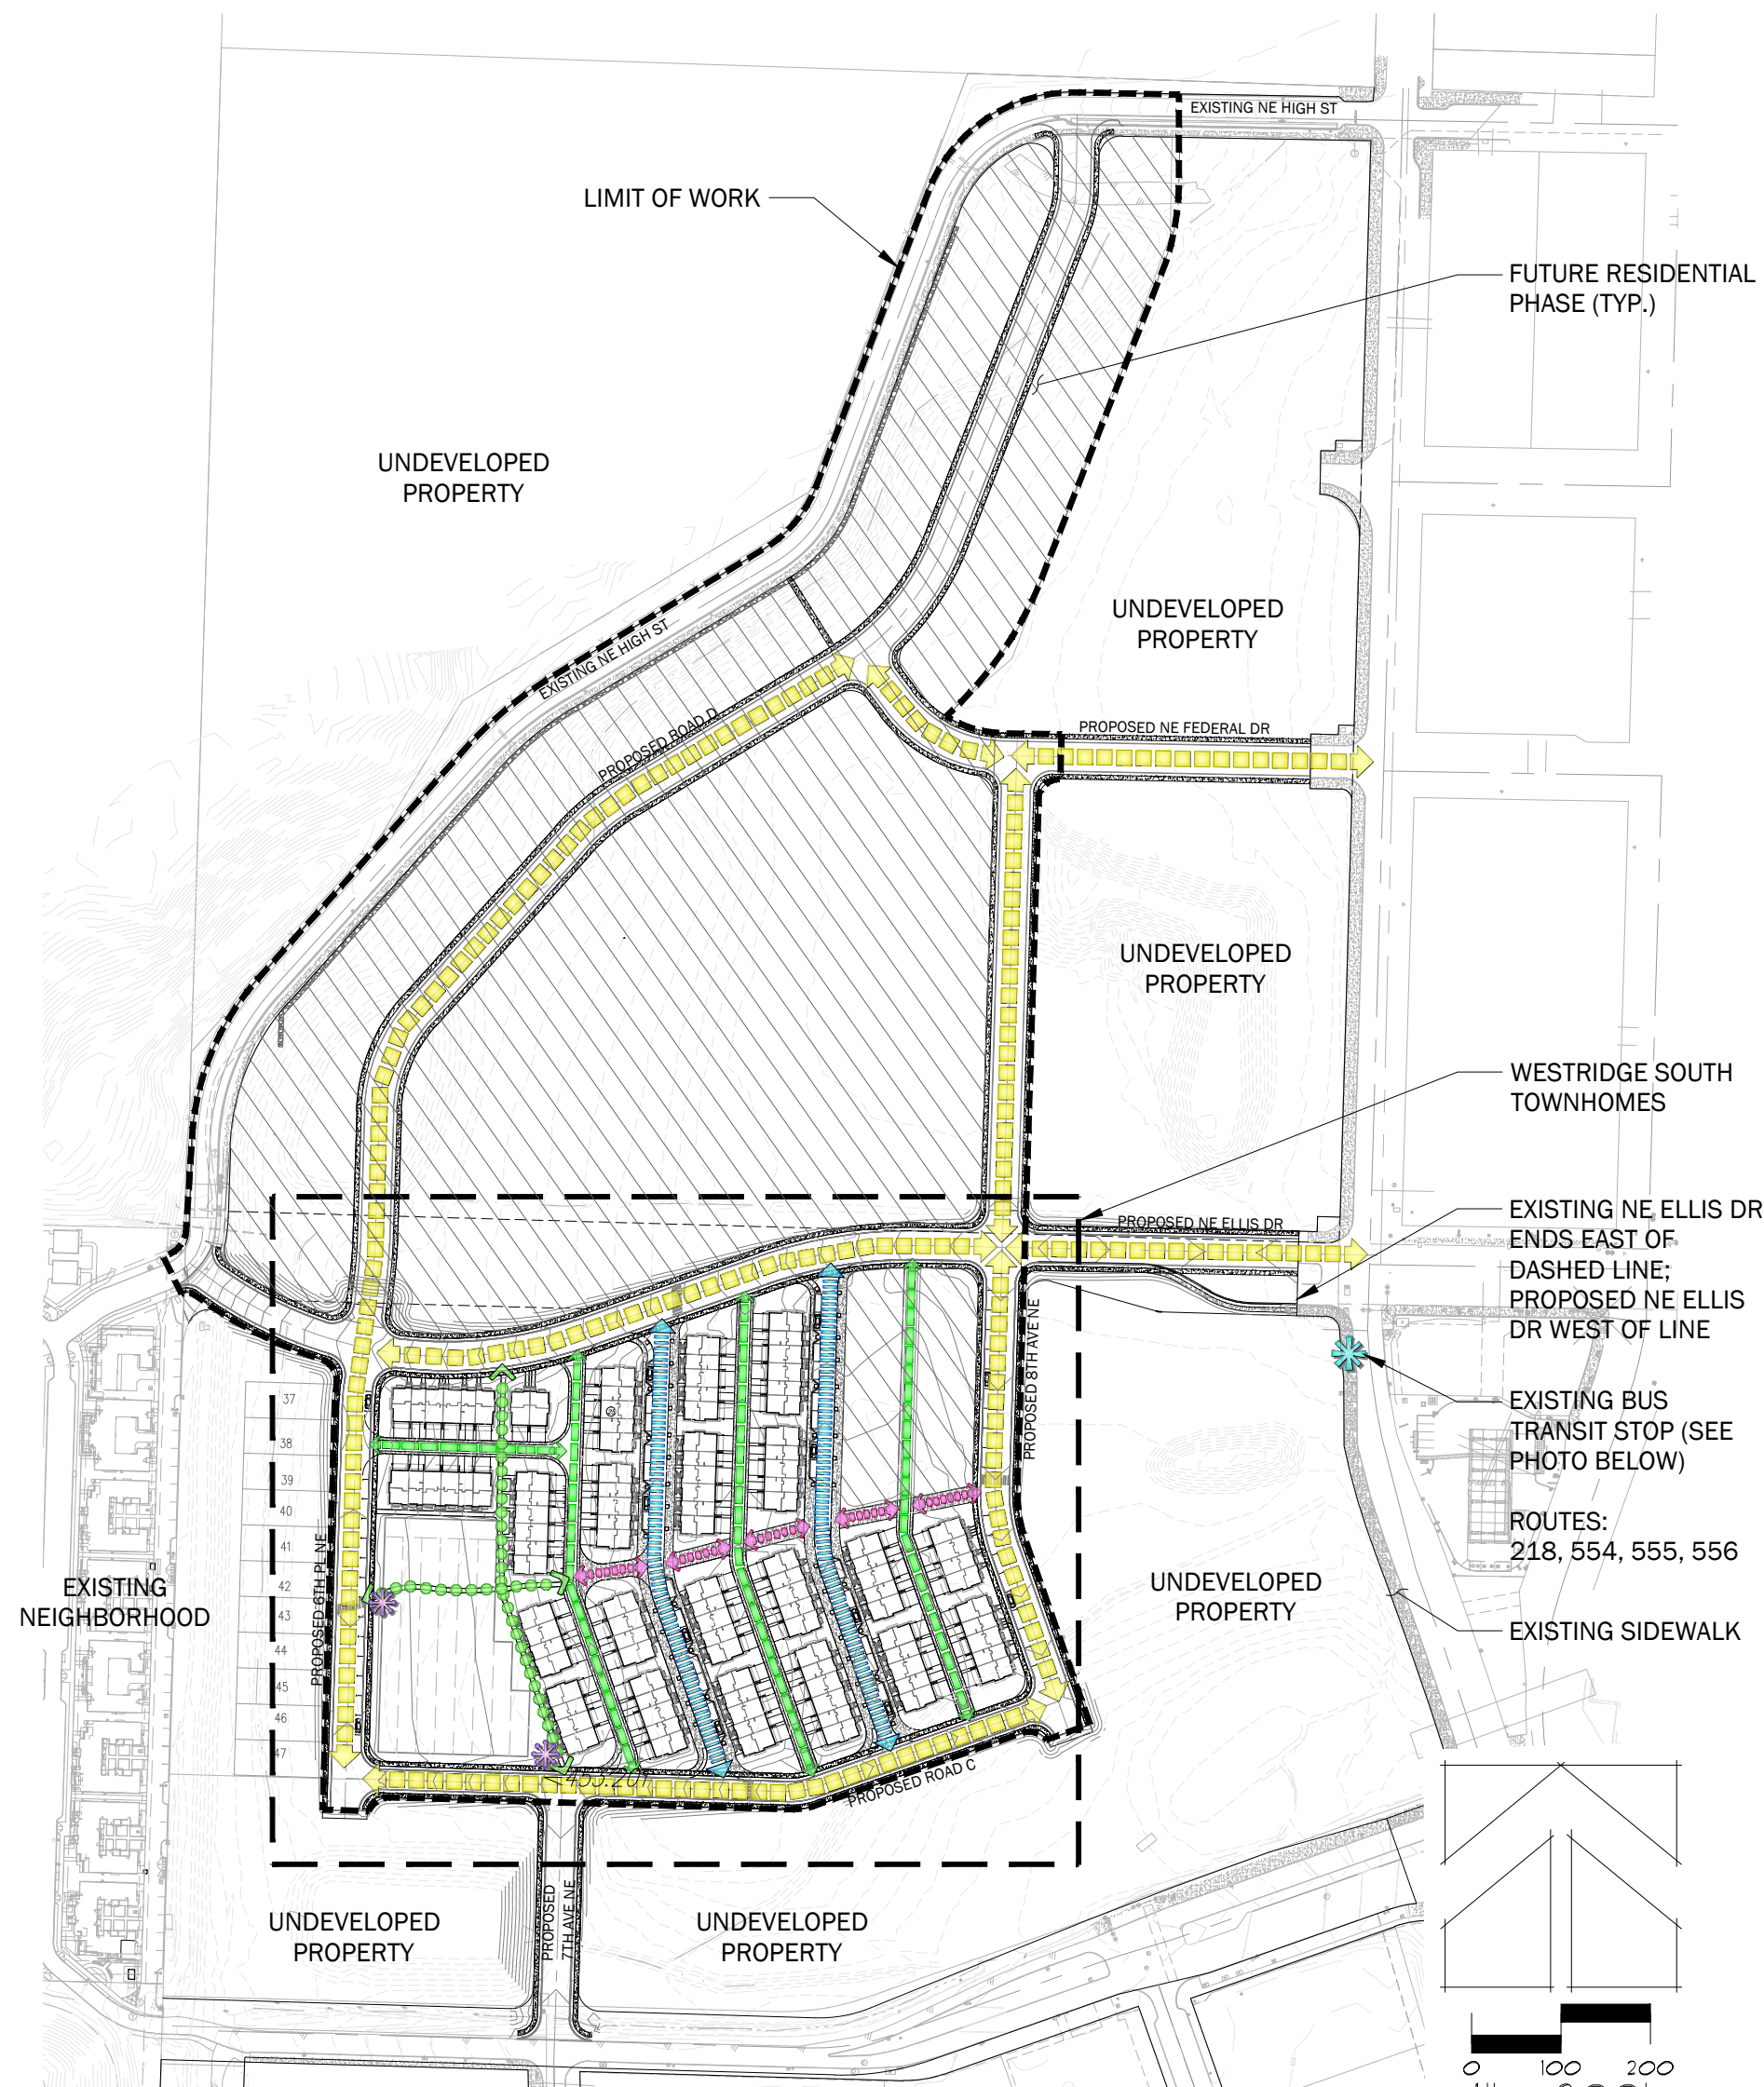 EXISTING NE HIGH ST
LIMIT OF WORK
FUTURE RESIDENTIAL
PHASE (TYP.)
UNDEVELOPED
PROPERTY
UNDEVELOPED
PROPERTY
EXISTING NE HIGH ST
PROPOSED ROAD D
PROPOSED NE FEDERAL DR
UNDEVELOPED
PROPERTY
WESTRIDGE SOUTH
TOWNHOMES
PROPOSED NE ELLIS DR
EXISTING NE ELLIS DR
ENDS EAST OF
DASHED LINE;
PROPOSED NE ELLIS
DR WEST OF LINE
PROPOSED 8TH AVE NE
EXISTING BUS
TRANSIT STOP (SEE
PHOTO BELOW)
ROUTES:
218, 554, 555, 556
37
38
39
40
41
42
43
44
45
46
47
PROPOSED 6TH PL NE
EXISTING
NEIGHBORHOOD
UNDEVELOPED
PROPERTY
EXISTING SIDEWALK
PROPOSED ROAD C
UNDEVELOPED
PROPERTY
PROPOSED
7TH AVE NE
UNDEVELOPED
PROPERTY
0 100 200